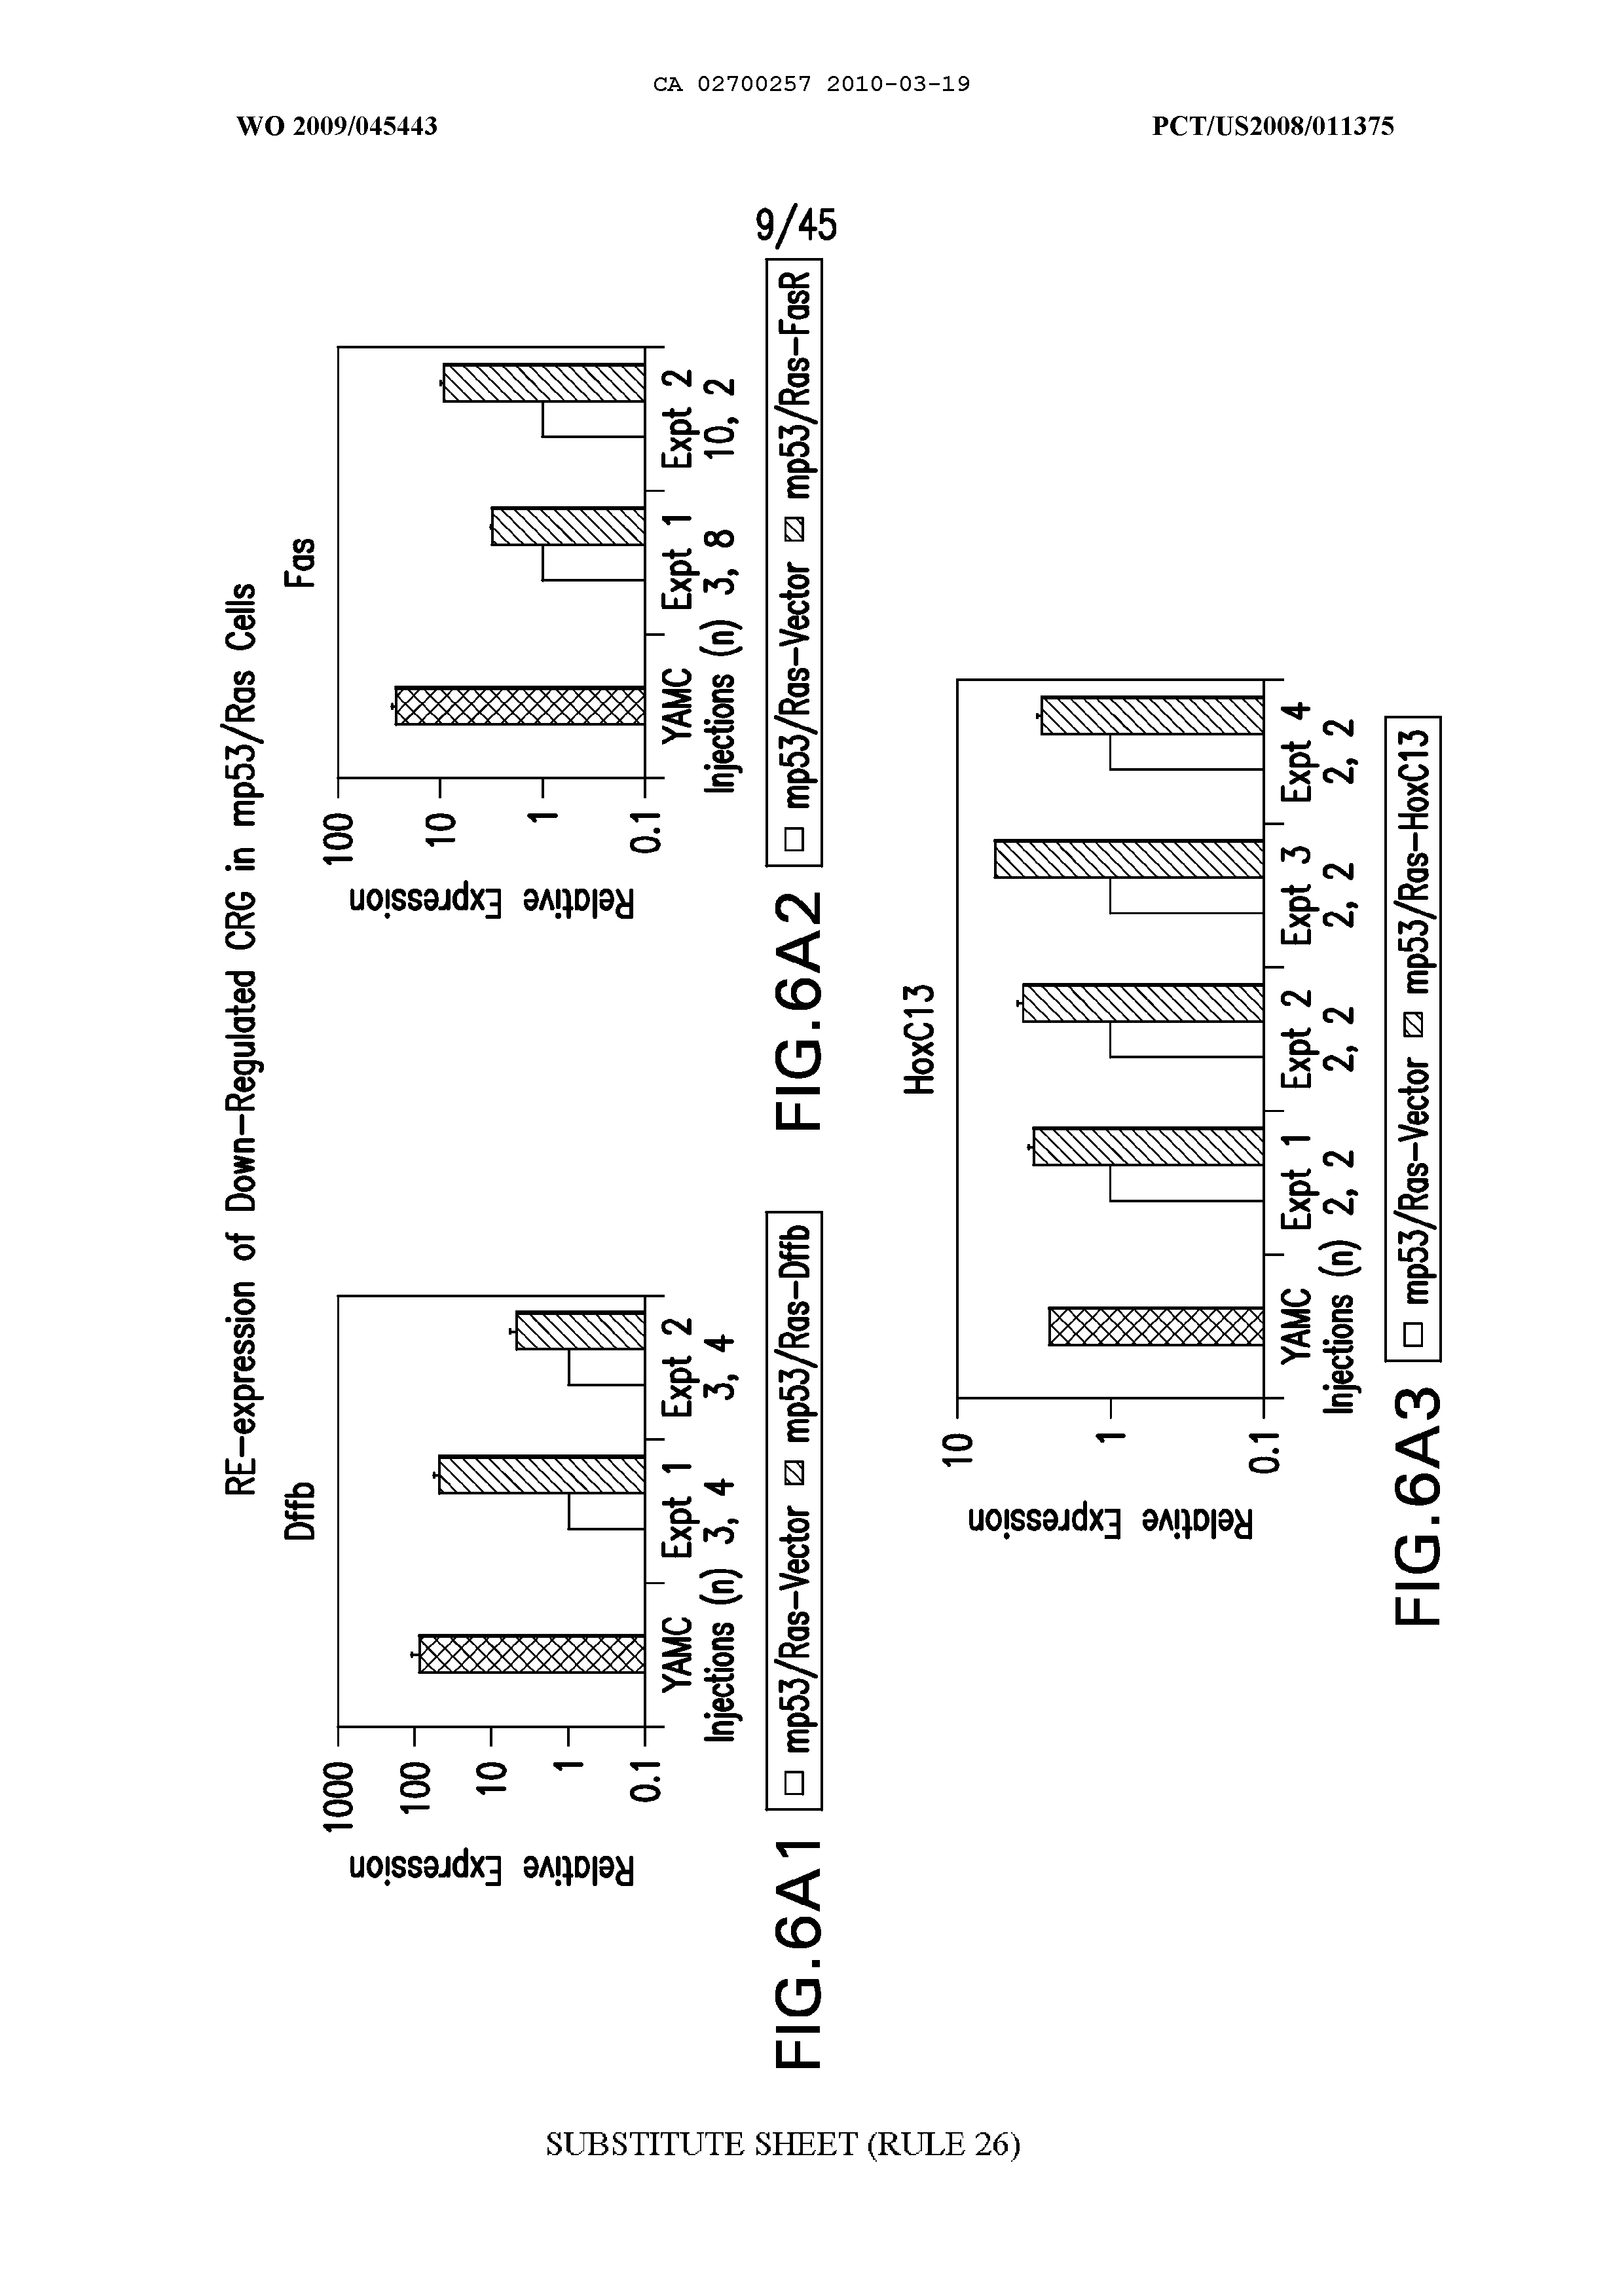 CA 02700257 2010-03-19
WO 2009/045443
PCT/US2008/011375
9/45
RE-expression of Down-Regulated CRG in mp53/Ras Cells
Dffb
Relative Expression
1000
100
10
1
0.1
YAMC Expt 1 Expt 2
Injections (n) 3, 4 3, 4
mp53/Ras-Vector mp53/Ras-Dffb
FIG.6A1
Fas
Relative Expression
100
10
1
0.1
YAMC Expt 1 Expt 2
Injections (n) 3, 8 10, 2
mp53/Ras-Vector mp53/Ras-FasR
FIG.6A2
HoxC13
Relative Expression
10
1
0.1
YAMC Expt 1 Expt 2 Expt 3 Expt 4
Injections (n) 2, 2 2, 2 2, 2 2, 2
mp53/Ras-Vector mp53/Ras-HoxC13
FIG.6A3
SUBSTITUTE SHEET (RULE 26)